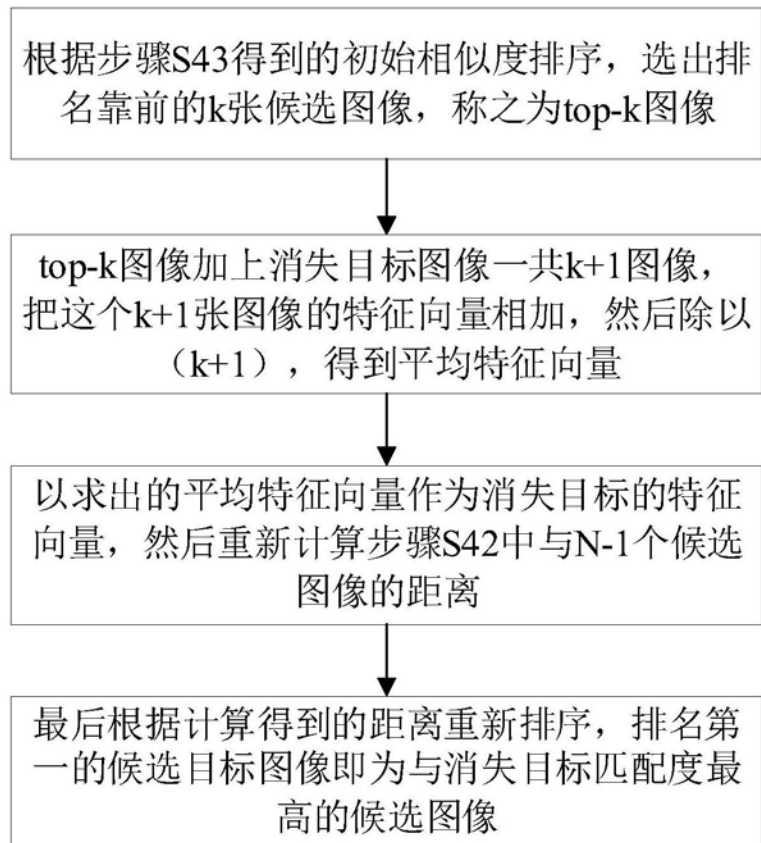 根据步骤S43得到的初始相似度排序，选出排
名靠前的k张候选图像，称之为top-k图像
top-k图像加上消失目标图像一共k+1图像，
把这个k+1张图像的特征向量相加，然后除以
（k+1），得到平均特征向量
以求出的平均特征向量作为消失目标的特征
向量，然后重新计算步骤S42中与N-1个候选
图像的距离
最后根据计算得到的距离重新排序，排名第
一的候选目标图像即为与消失目标匹配度最
高的候选图像